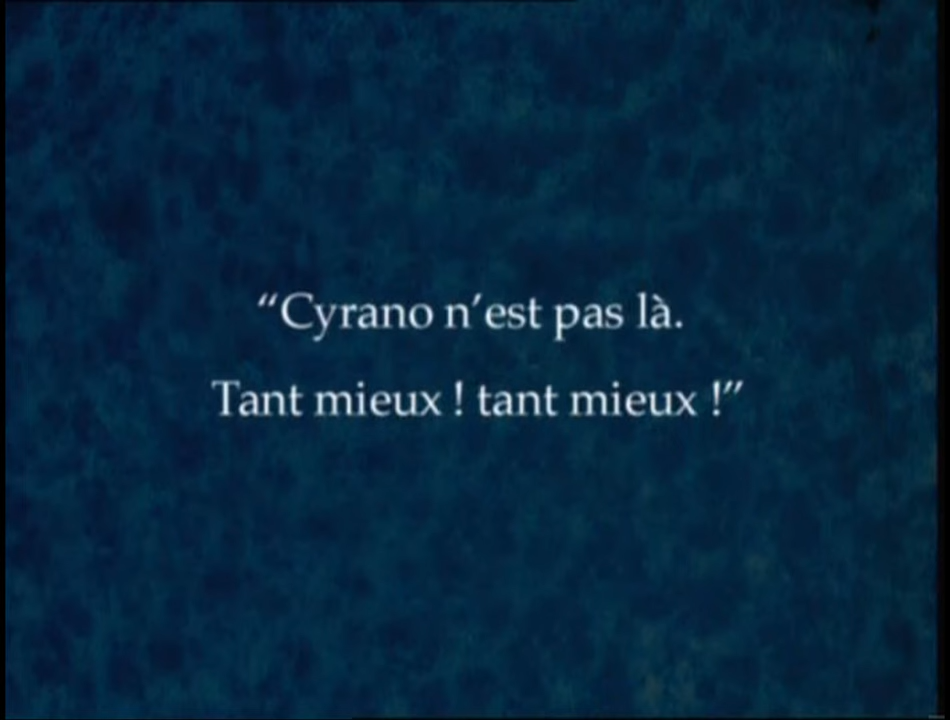 “Cyrano n’est pas là.
Tant mieux ! tant mieux !”